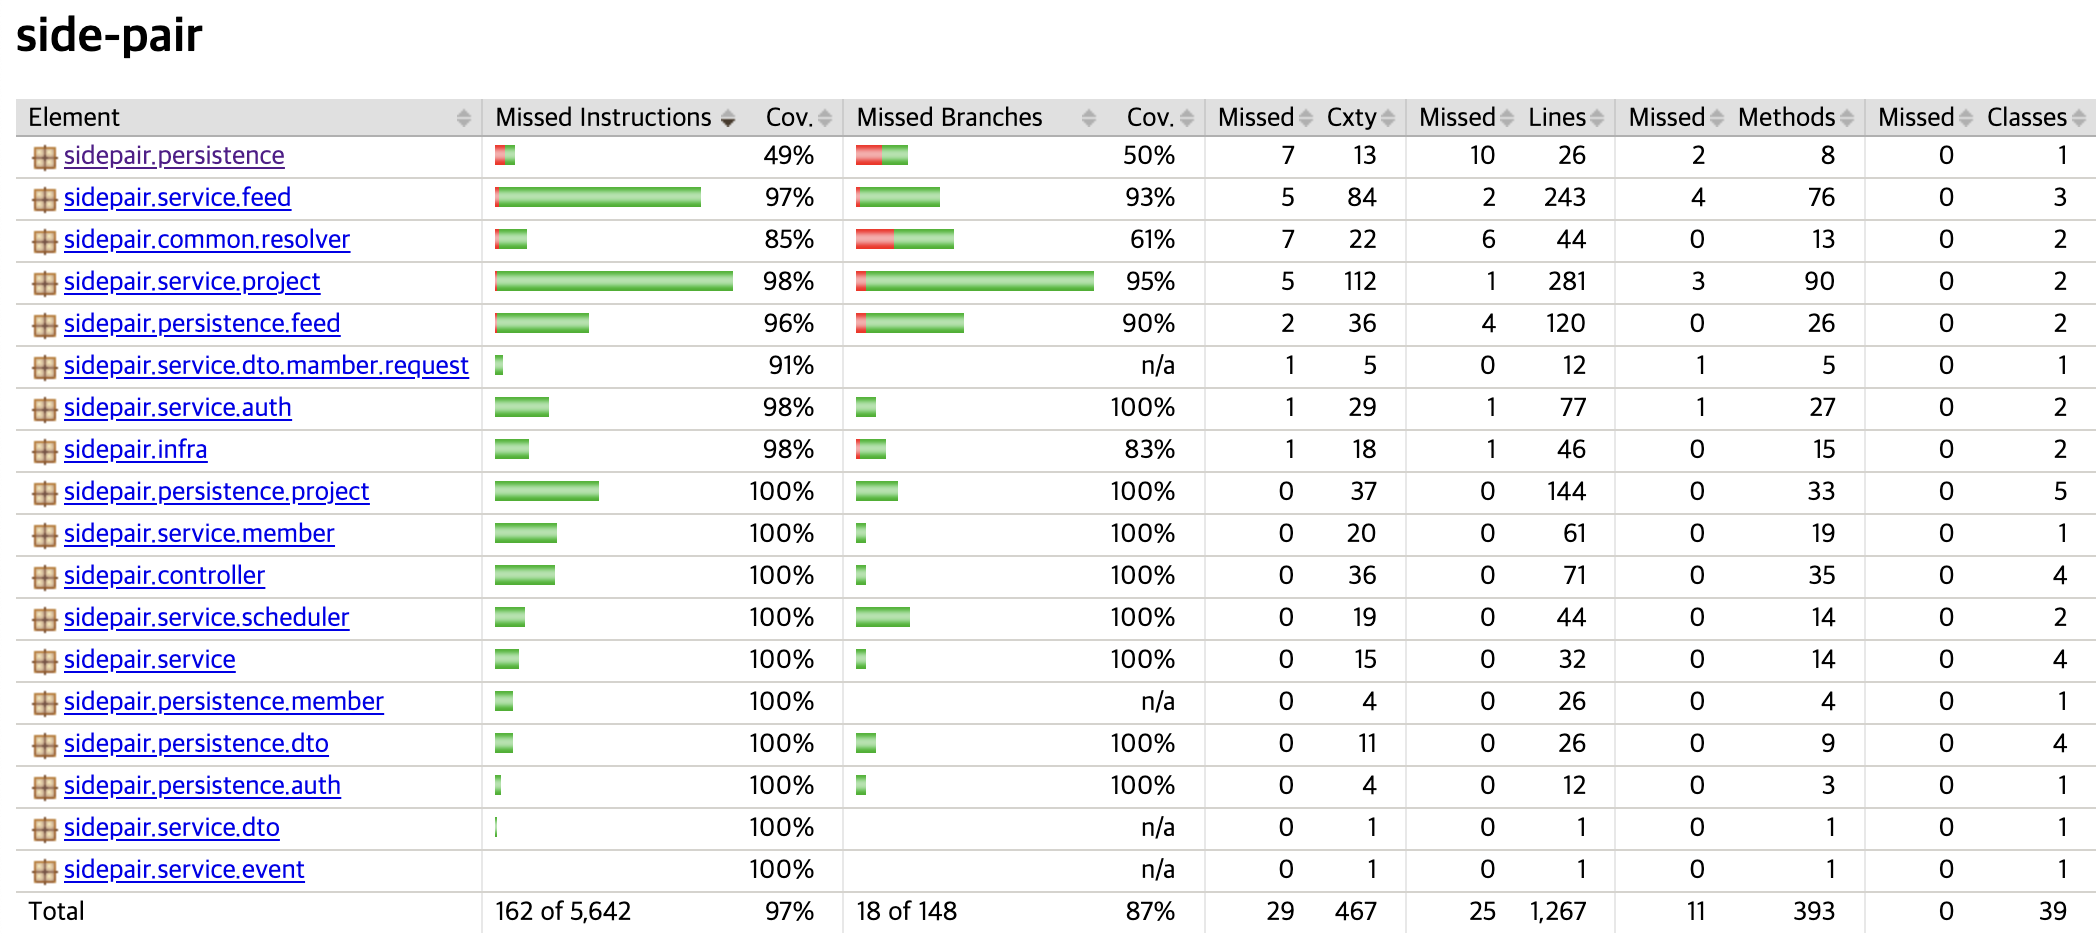 side-pair
Element Missed Instructions Cov. Missed Branches Cov. Missed Cxty Missed Lines Missed Methods Missed Classes
sidepair.persistence 49% 50% 7 13 10 26 2 8 0 1
sidepair.service.feed 97% 93% 5 84 2 243 4 76 0 3
sidepair.common.resolver 85% 61% 7 22 6 44 0 13 0 2
sidepair.service.project 98% 95% 5 112 1 281 3 90 0 2
sidepair.persistence.feed 96% 90% 2 36 4 120 0 26 0 2
sidepair.service.dto.mamber.request 91% n/a 1 5 0 12 1 5 0 1
sidepair.service.auth 98% 100% 1 29 1 77 1 27 0 2
sidepair.infra 98% 83% 1 18 1 46 0 15 0 2
sidepair.persistence.project 100% 100% 0 37 0 144 0 33 0 5
sidepair.service.member 100% 100% 0 20 0 61 0 19 0 1
sidepair.controller 100% 100% 0 36 0 71 0 35 0 4
sidepair.service.scheduler 100% 100% 0 19 0 44 0 14 0 2
sidepair.service 100% 100% 0 15 0 32 0 14 0 4
sidepair.persistence.member 100% n/a 0 4 0 26 0 4 0 1
sidepair.persistence.dto 100% 100% 0 11 0 26 0 9 0 4
sidepair.persistence.auth 100% 100% 0 4 0 12 0 3 0 1
sidepair.service.dto 100% n/a 0 1 0 1 0 1 0 1
sidepair.service.event 100% n/a 0 1 0 1 0 1 0 1
Total 162 of 5,642 97% 18 of 148 87% 29 467 25 1,267 11 393 0 39